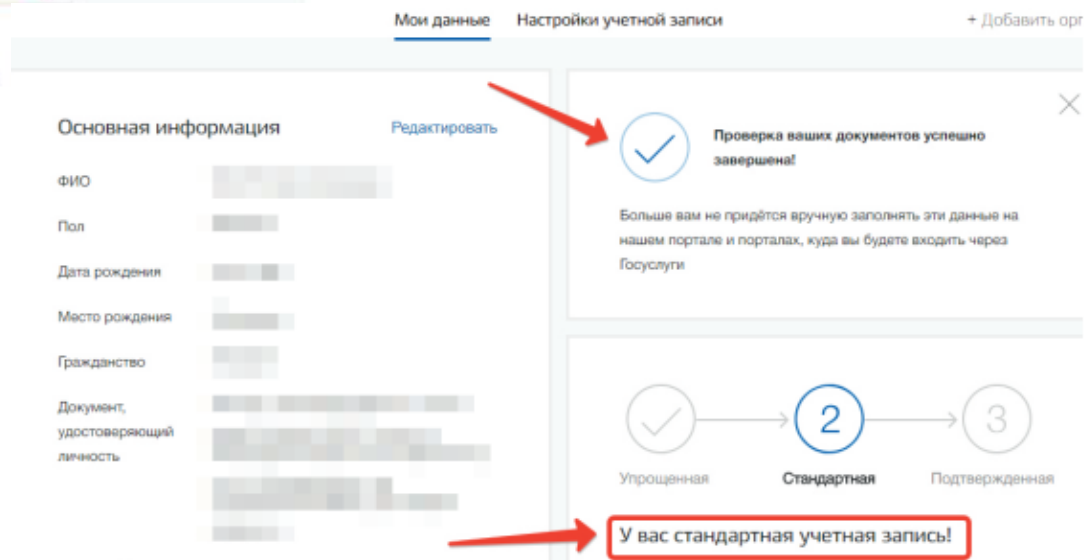 Мои данные
Настройки учетной записи
+ Добавить орг
Основная информация
Редактировать
ФИО
Пол
Дата рождения
Место рождения
Гражданство
Документ,
удостоверяющий
личность
Проверка ваших документов успешно
завершена!
Больше вам не придётся вручную заполнять эти данные на
нашем портале и порталах, куда вы будете входить через
Госуслуги
2
3
Упрощенная
Стандартная
Подтвержденная
У вас стандартная учетная запись!